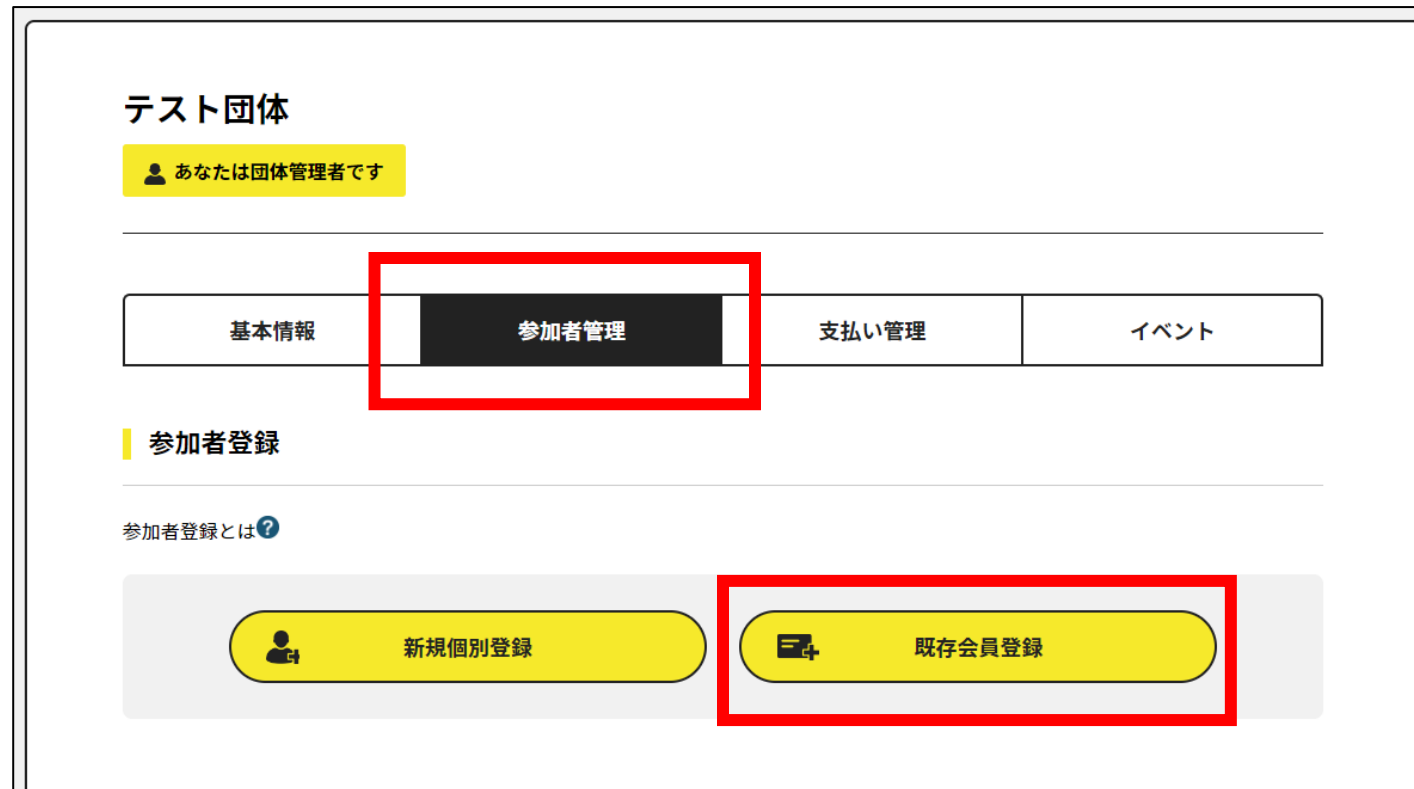 テスト団体
あなたは団体管理者です
基本情報
参加者管理
支払い管理
イベント
参加者登録
参加者登録とは?
新規個別登録
既存会員登録